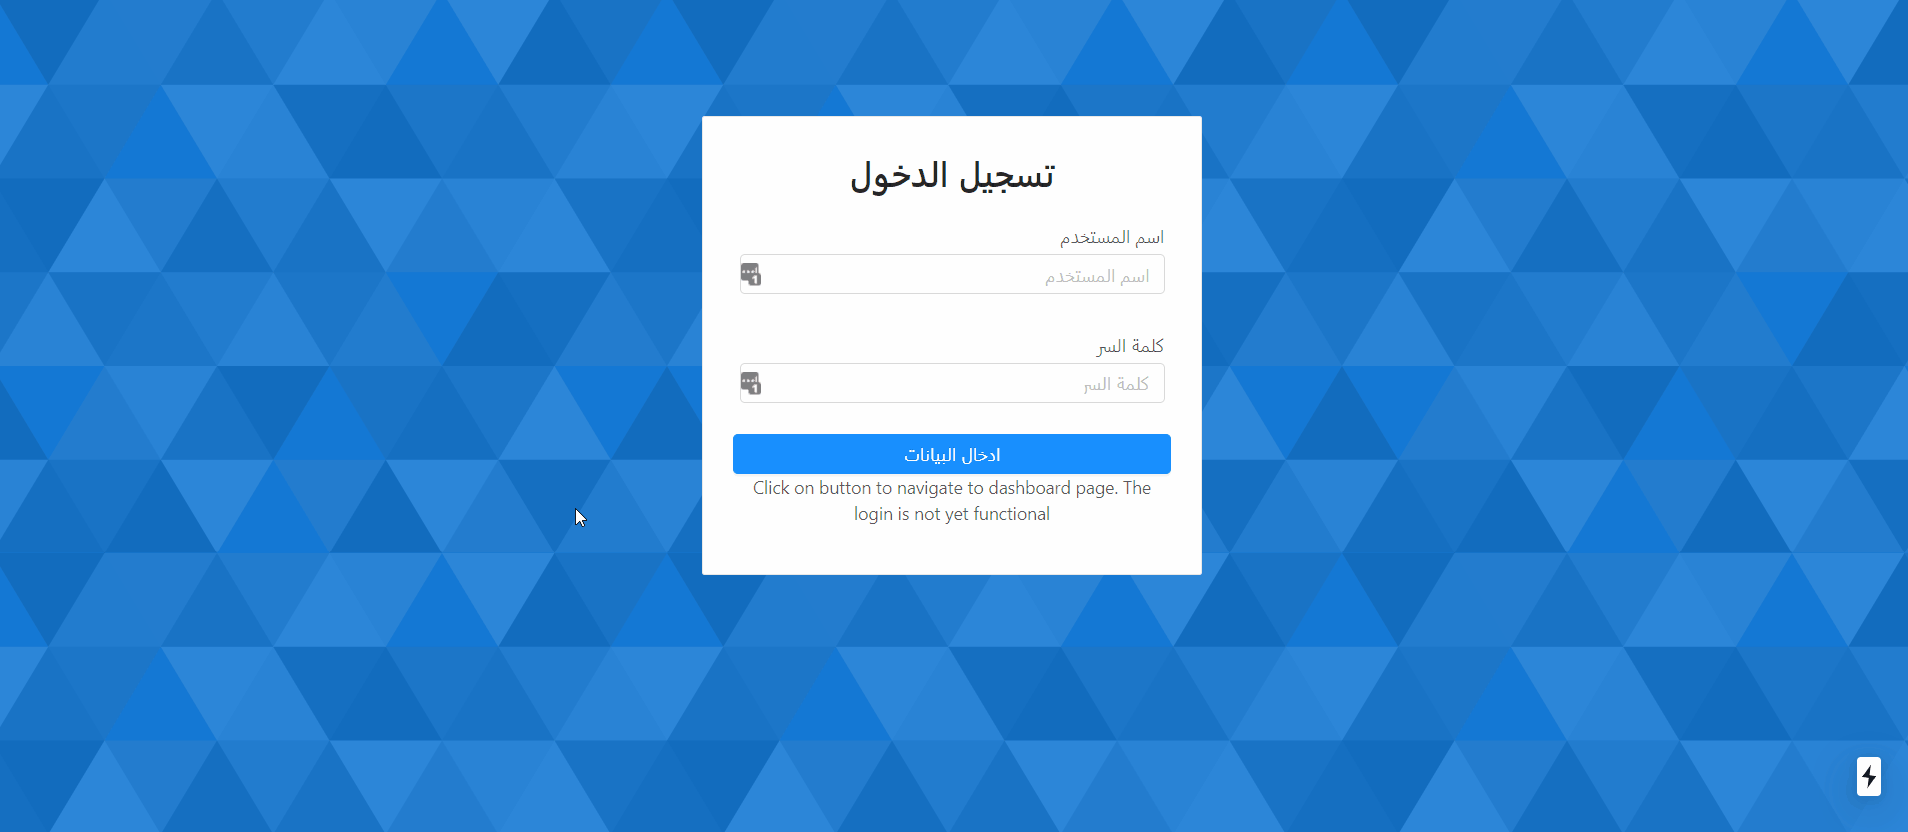 تسجيل الدخول
اسم المستخدم
اسم المستخدم
كلمة السر
كلمة السر
ادخال البيانات
Click on button to navigate to dashboard page. The
login is not yet functional